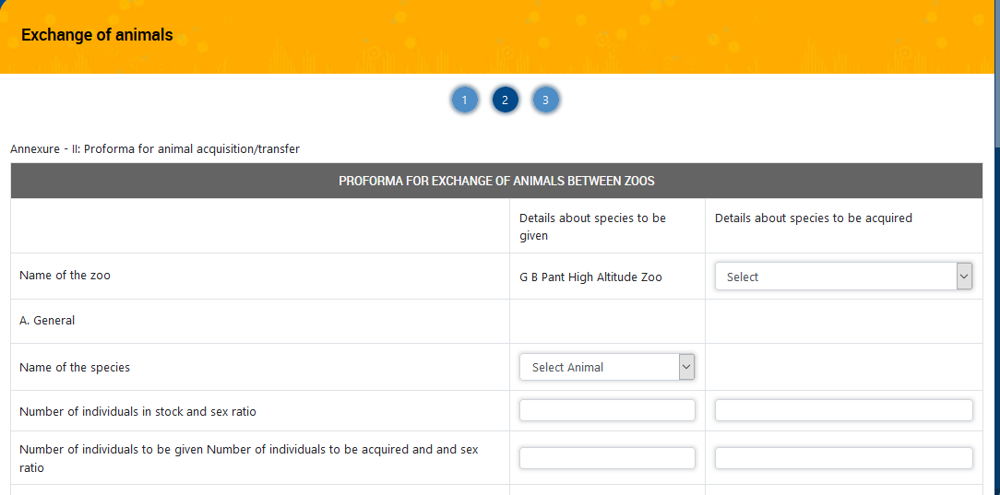 Exchange of animals
1 2 3
Annexure - II: Proforma for animal acquisition/transfer
PROFORMA FOR EXCHANGE OF ANIMALS BETWEEN ZOOS
Details about species to be
given
Details about species to be acquired
Name of the zoo
G B Pant High Altitude Zoo
Select
A. General
Name of the species
Select Animal
Number of individuals in stock and sex ratio
Number of individuals to be given Number of individuals to be acquired and and sex
ratio